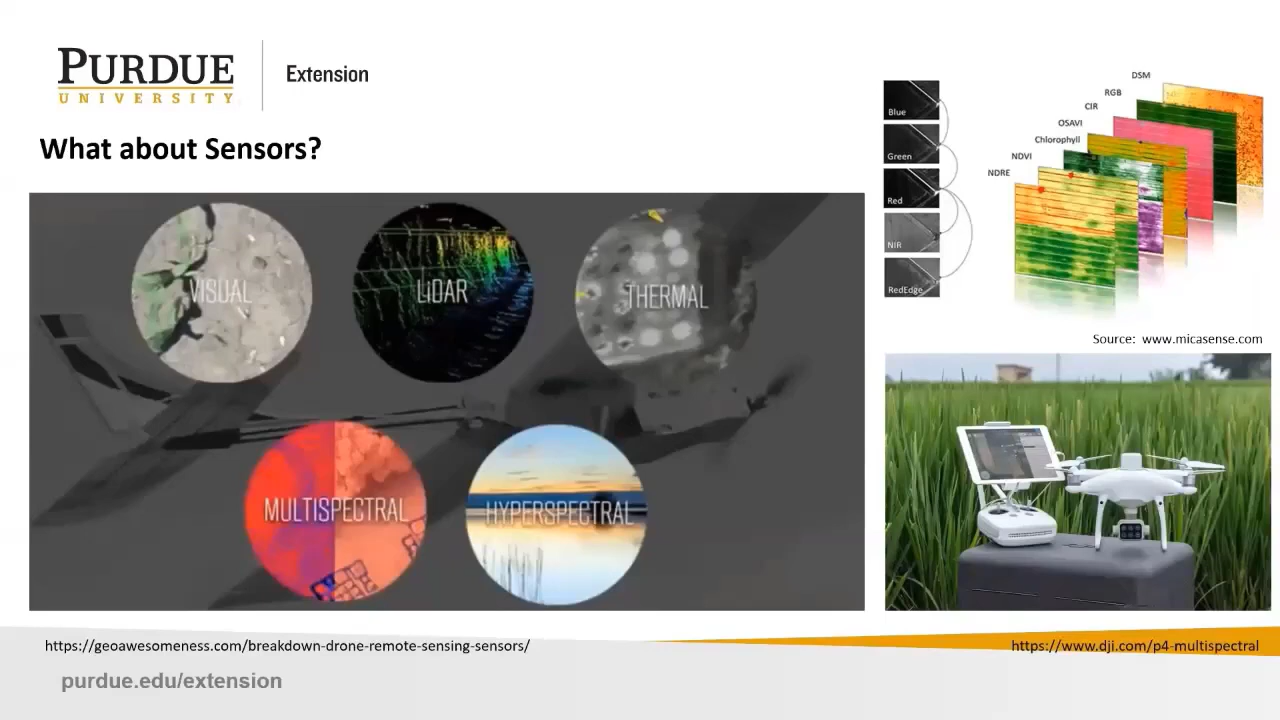 PURDUE
UNIVERSITY
Extension
What about Sensors?
VISUAL
LiDAR
THERMAL
MULTISPECTRAL
HYPERSPECTRAL
Blue
Green
Red
NIR
RedEdge
DSM
RGB
CIR
OSAVI
Chlorophyll
NDVI
NDRE
Source: www.micasense.com
https://geoawesomeness.com/breakdown-drone-remote-sensing-sensors/
https://www.dji.com/p4-multispectral
purdue.edu/extension